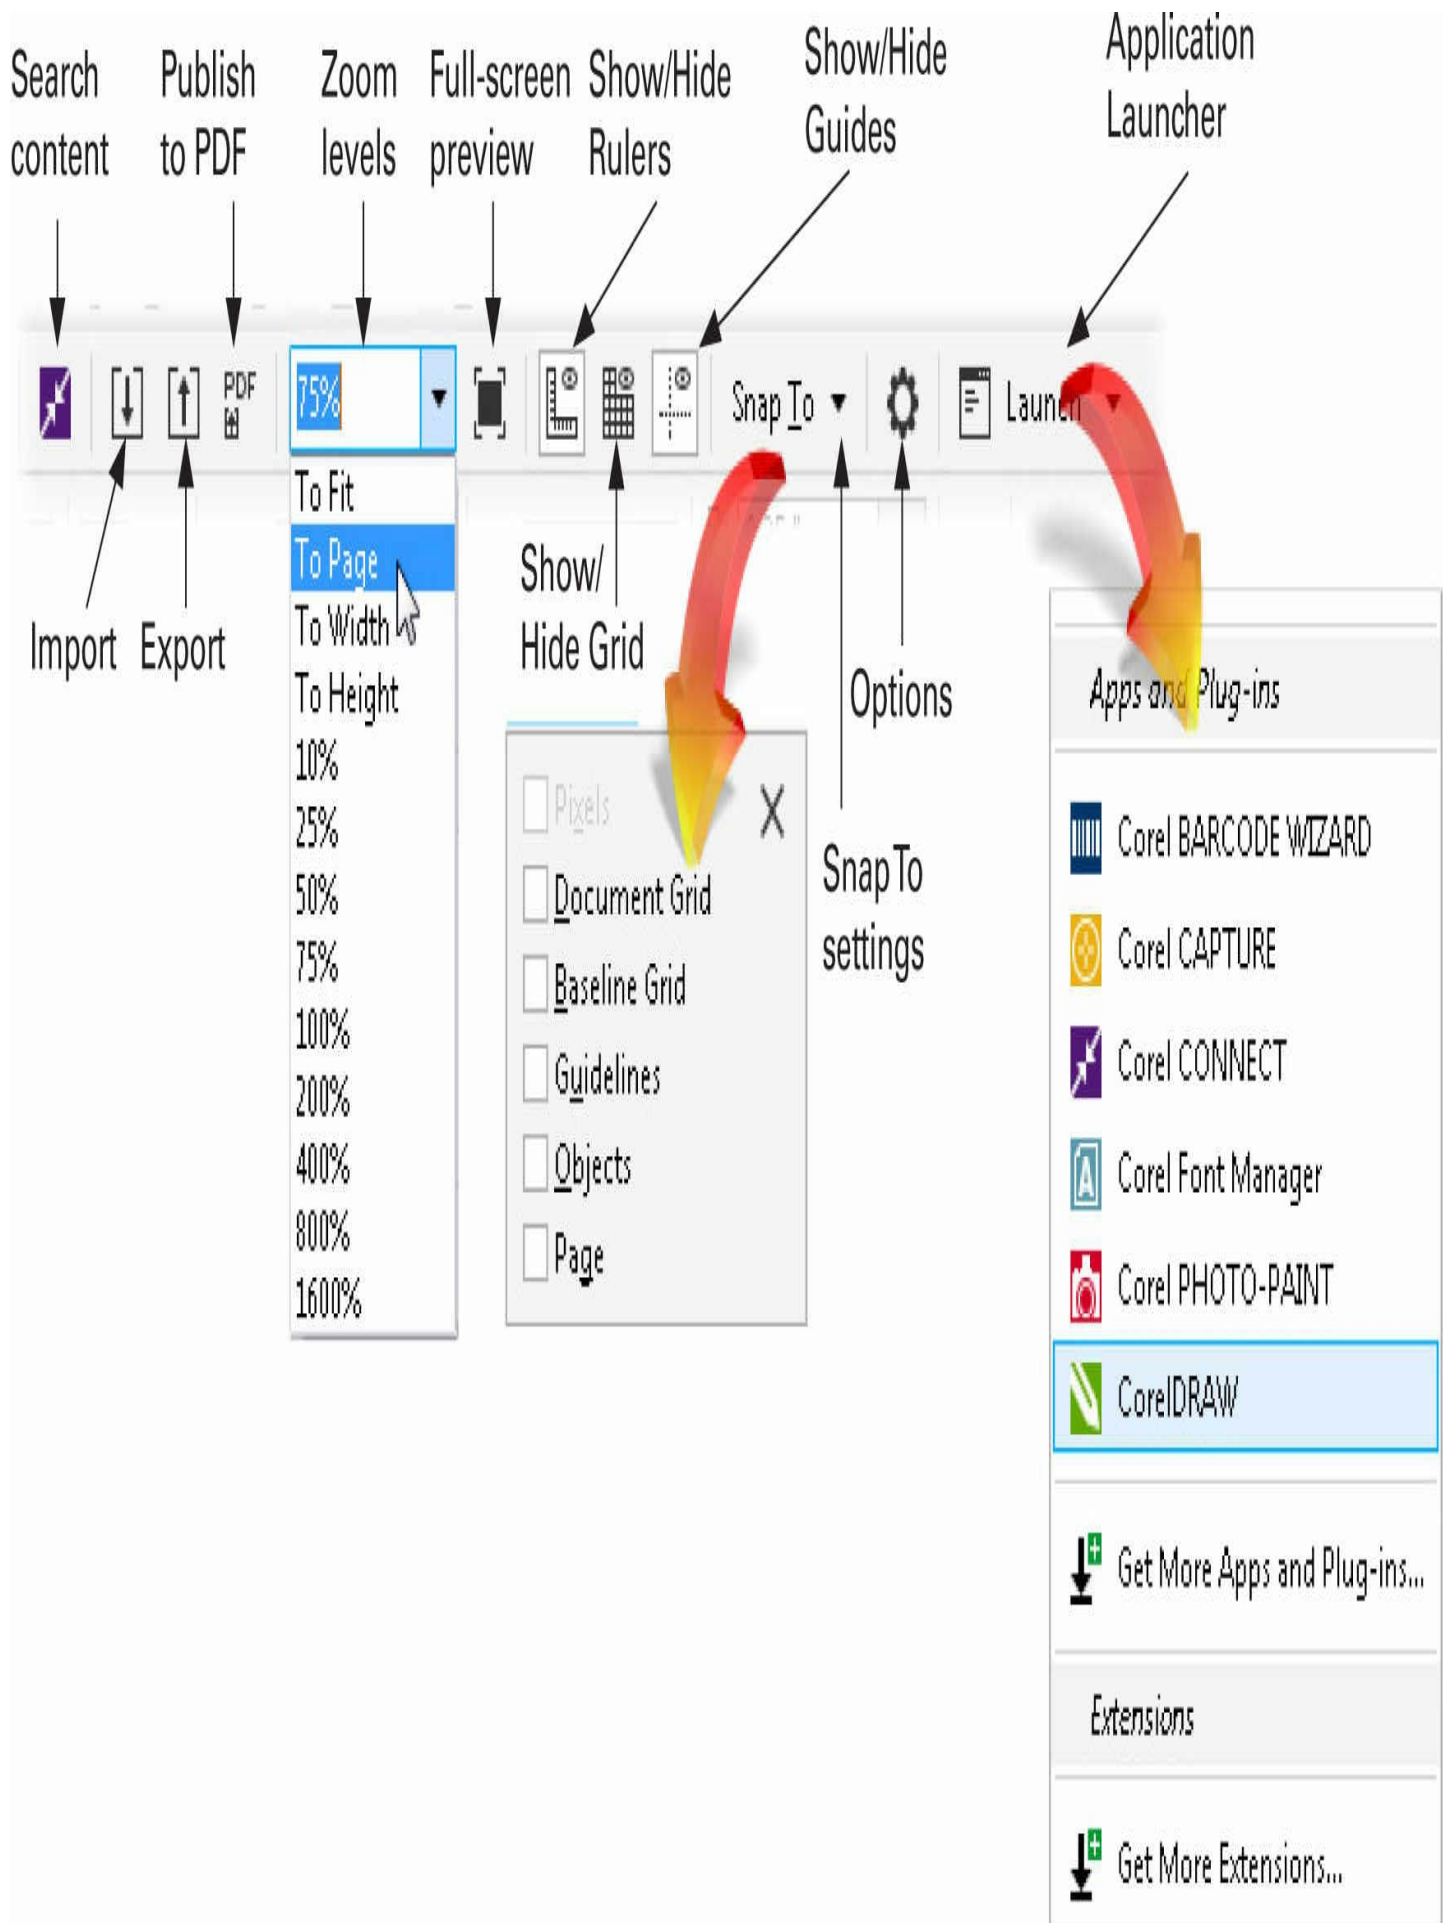 Search
content
Publish
to PDF
Zoom
levels
Full-screen
preview
Show/Hide
Rulers
Show/Hide
Guides
Application
Launcher
PDF
75%
Snap To
Launch
Import
Export
To Fit
To Page
To Width
To Height
10%
25%
50%
75%
100%
200%
400%
800%
1600%
Show/
Hide Grid
Pixels
X
Document Grid
Baseline Grid
Guidelines
Objects
Page
Snap To
settings
Options
Apps and Plug-ins
Corel BARCODE WIZARD
Corel CAPTURE
Corel CONNECT
Corel Font Manager
Corel PHOTO-PAINT
CorelDRAW
Get More Apps and Plug-ins...
Extensions
Get More Extensions...